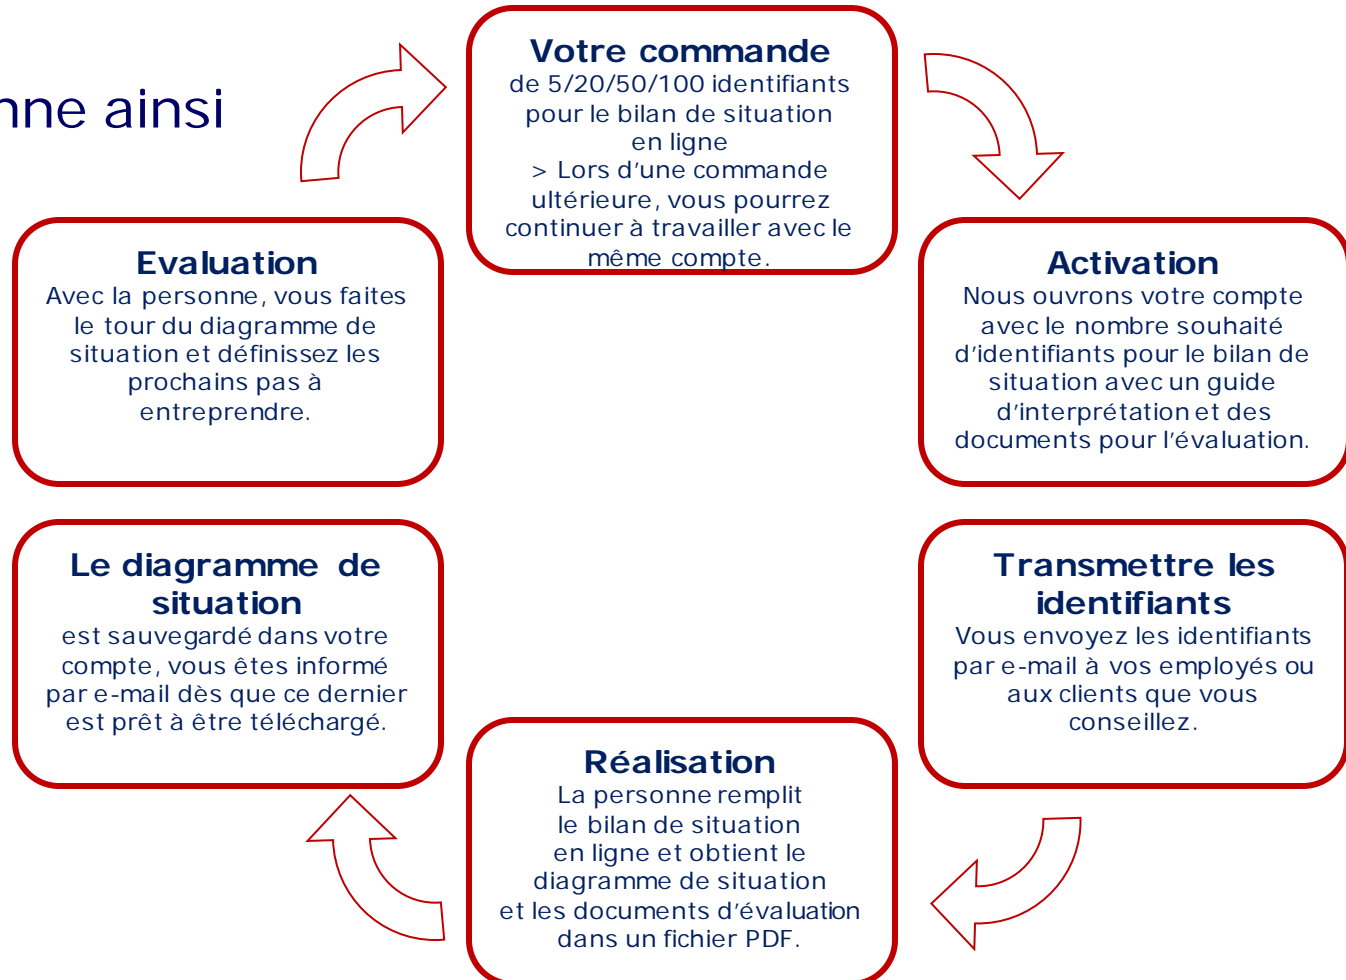 nne ainsi
Votre commande
de 5/20/50/100 identifiants
pour le bilan de situation
en ligne
> Lors d’une commande
ultérieure, vous pourrez
continuer à travailler avec le
même compte.
Activation
Nous ouvrons votre compte
avec le nombre souhaité
d’identifiants pour le bilan de
situation avec un guide
d’interprétation et des
documents pour l’évaluation.
Transmettre les
identifiants
Vous envoyez les identifiants
par e-mail à vos employés ou
aux clients que vous
conseillez.
Réalisation
La personne remplit
le bilan de situation
en ligne et obtient le
diagramme de situation
et les documents d’évaluation
dans un fichier PDF.
Le diagramme de
situation
est sauvegardé dans votre
compte, vous êtes informé
par e-mail dès que ce dernier
est prêt à être téléchargé.
Evaluation
Avec la personne, vous faites
le tour du diagramme de
situation et définissez les
prochains pas à
entreprendre.